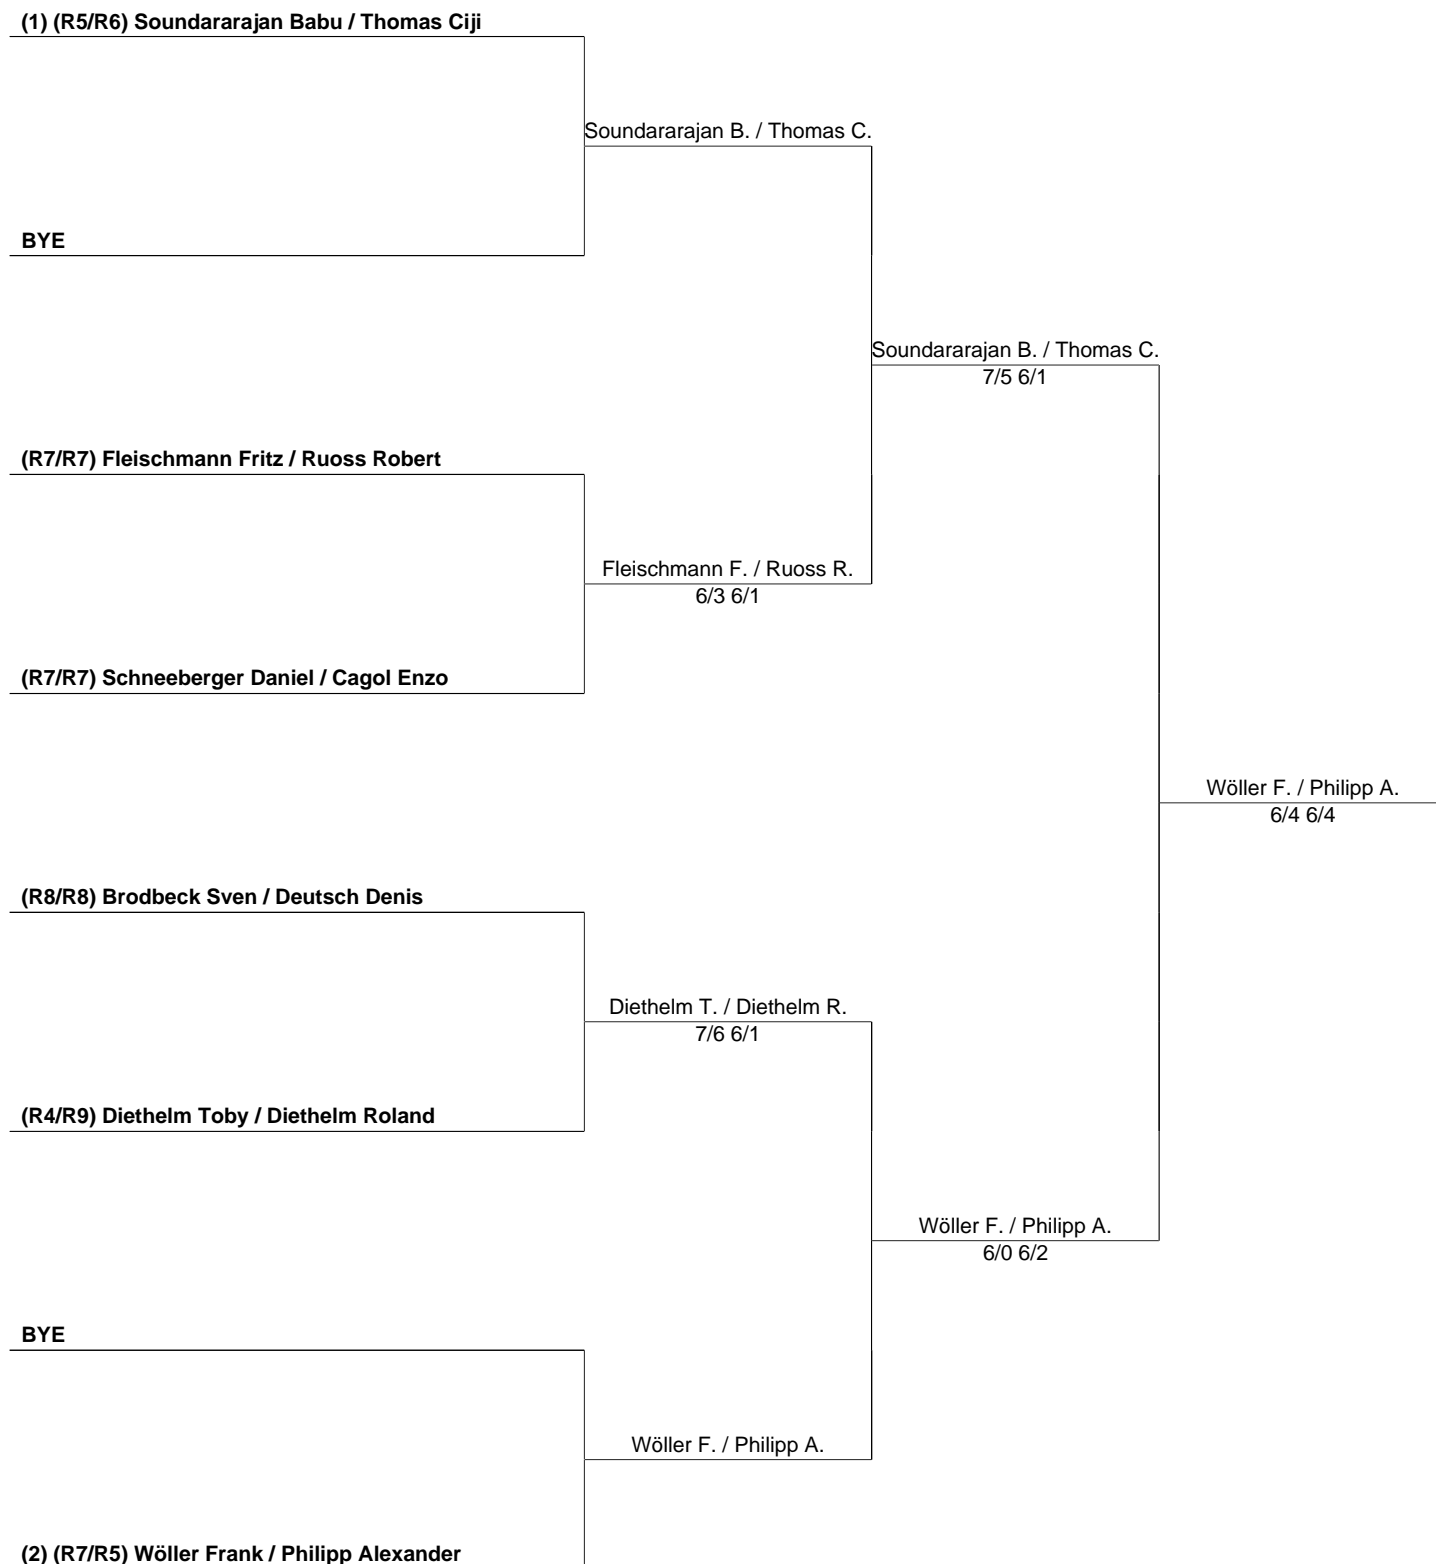 (1) (R5/R6) Soundararajan Babu / Thomas Ciji
Soundararajan B. / Thomas C.
BYE
Soundararajan B. / Thomas C.
7/5 6/1
(R7/R7) Fleischmann Fritz / Ruoss Robert
Fleischmann F. / Ruoss R.
6/3 6/1
(R7/R7) Schneeberger Daniel / Cagol Enzo
Wöller F. / Philipp A.
6/4 6/4
(R8/R8) Brodbeck Sven / Deutsch Denis
Diethelm T. / Diethelm R.
7/6 6/1
(R4/R9) Diethelm Toby / Diethelm Roland
Wöller F. / Philipp A.
6/0 6/2
BYE
Wöller F. / Philipp A.
(2) (R7/R5) Wöller Frank / Philipp Alexander